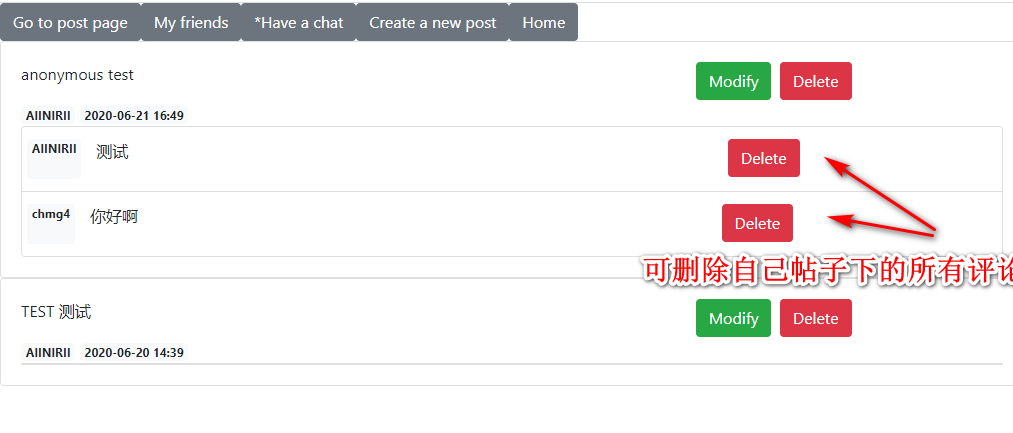 Go to post page My friends *Have a chat Create a new post Home
anonymous test Modify Delete
AIINIRII 2020-06-21 16:49
AIINIRII 测试 Delete
chmg4 你好啊 Delete
可删除自己帖子下的所有评论
TEST 测试 Modify Delete
AIINIRII 2020-06-20 14:39